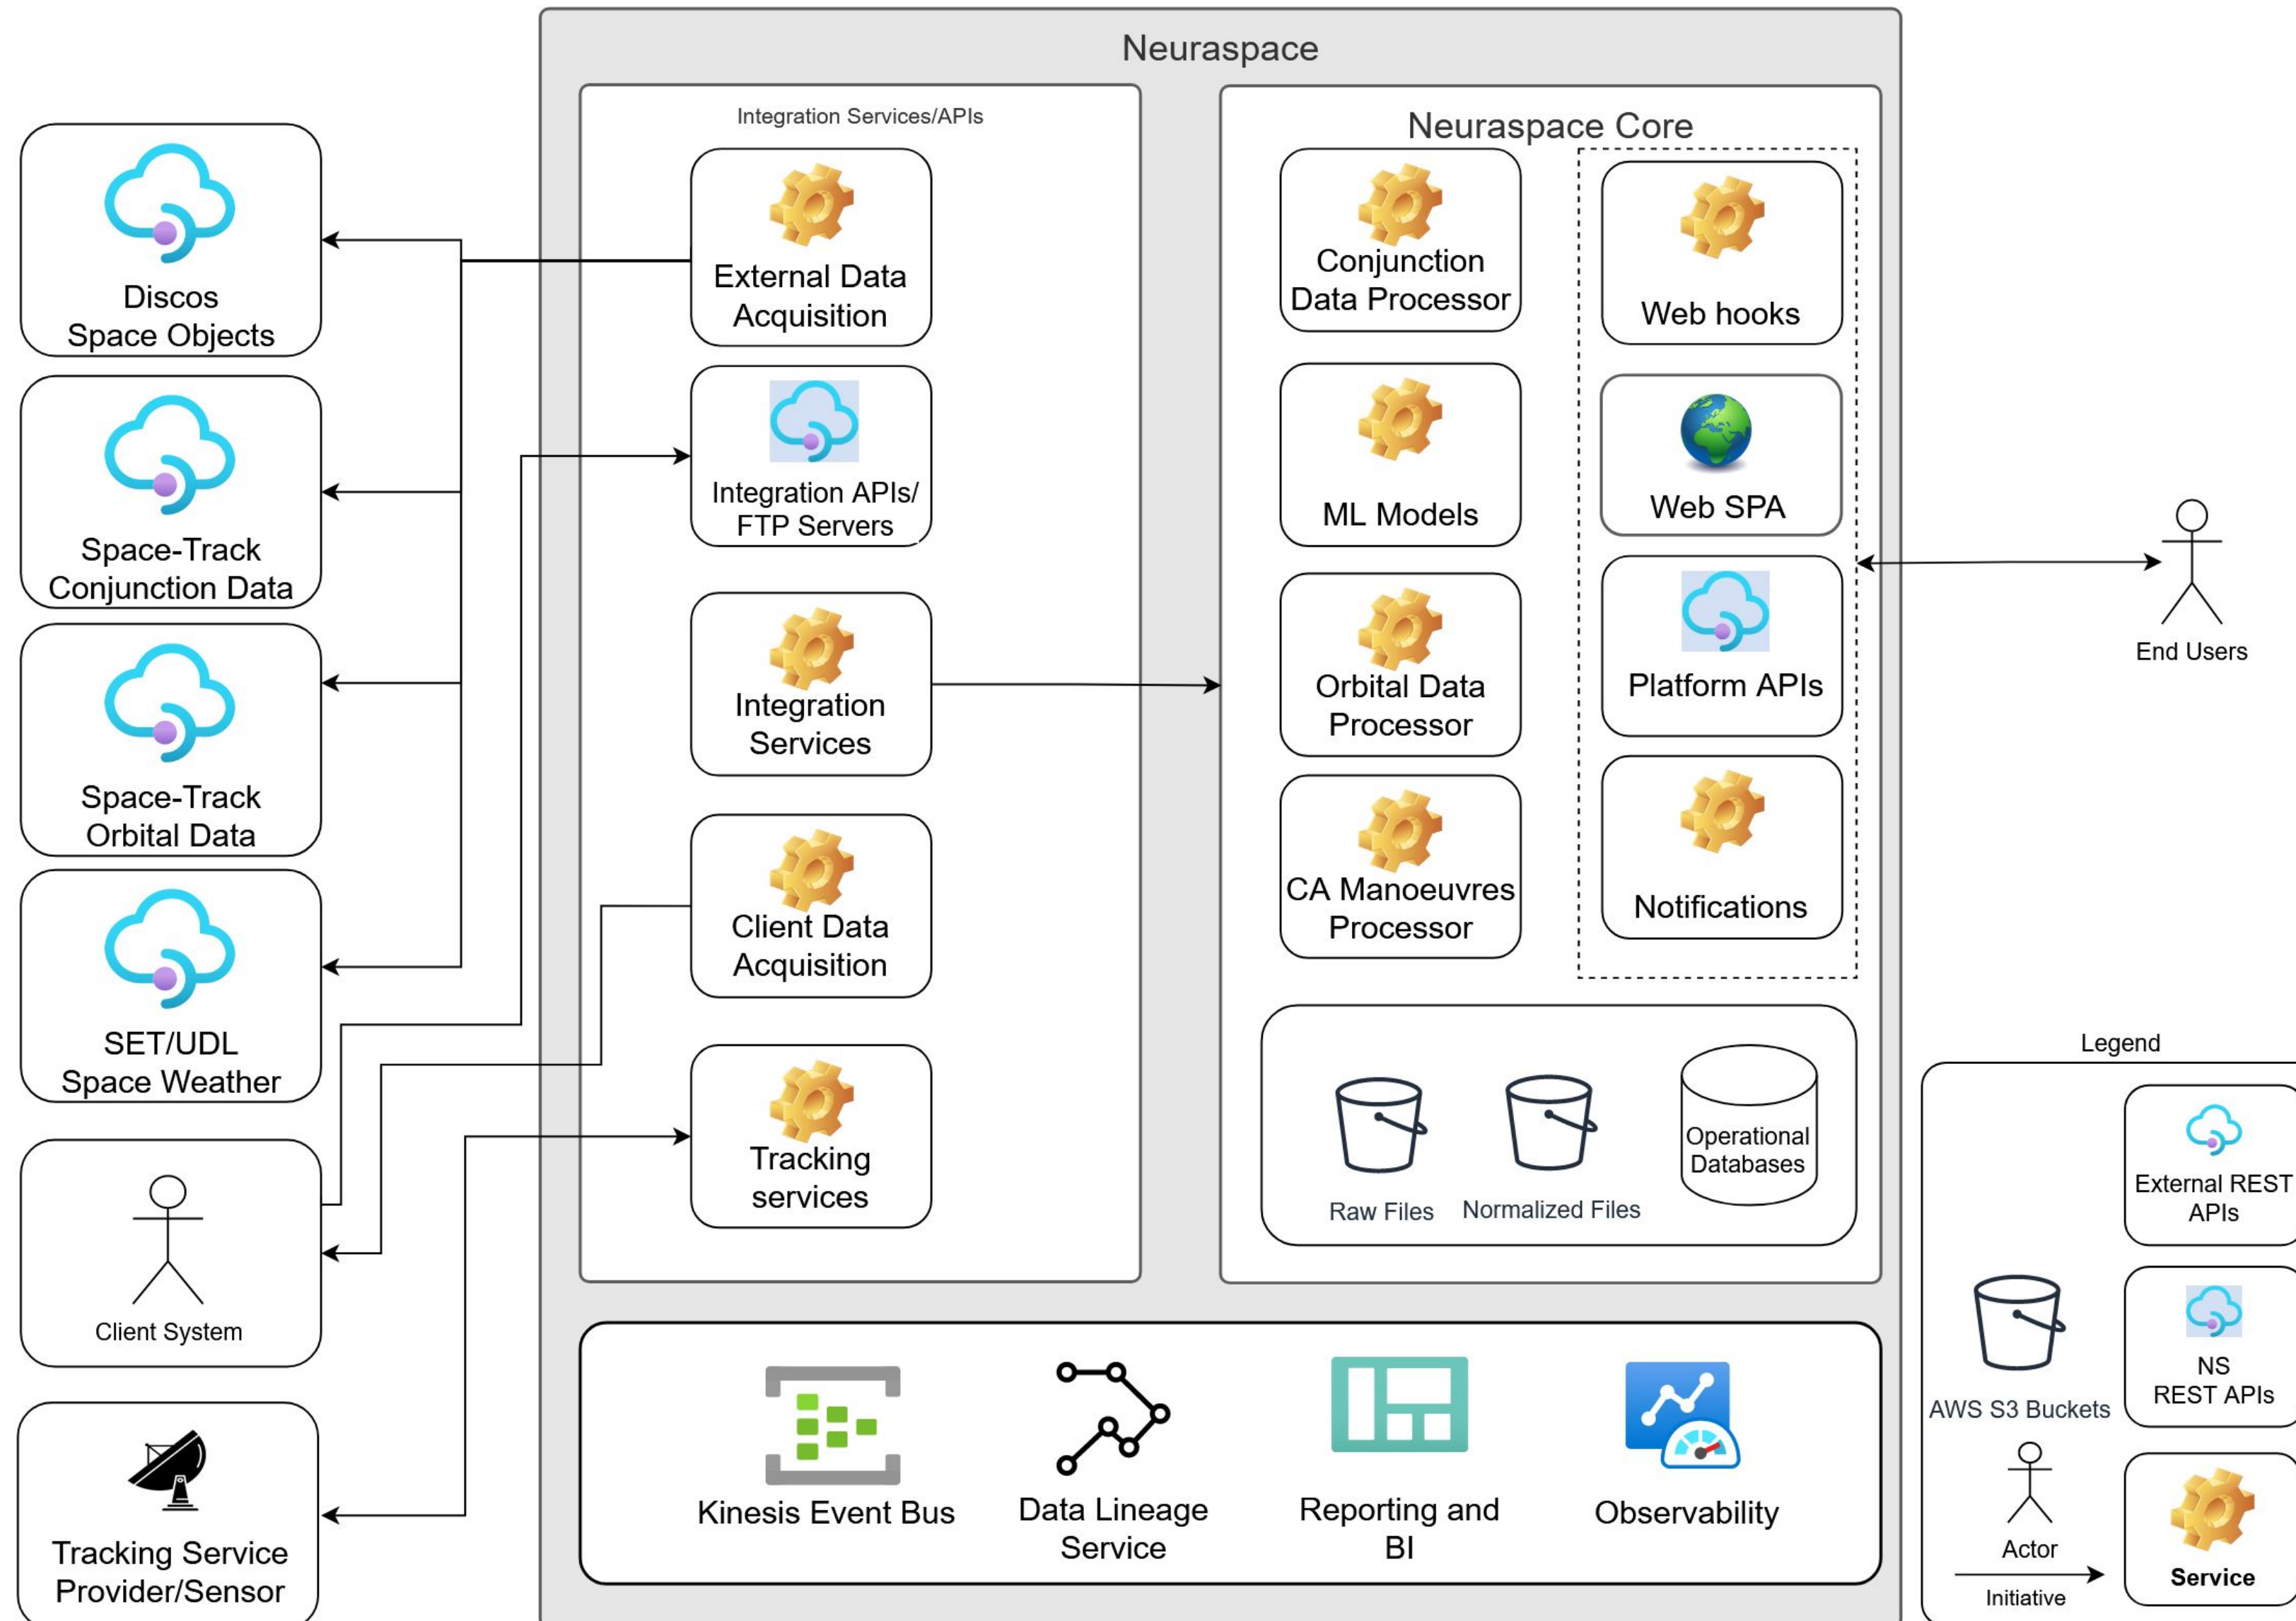 Neuraspace
Discos
Space Objects
Space-Track
Conjunction Data
Space-Track
Orbital Data
SET/UDL
Space Weather
Client System
Tracking Service
Provider/Sensor
Integration Services/APIs
External Data
Acquisition
Integration APIs/
FTP Servers
Integration
Services
Client Data
Acquisition
Tracking
services
Neuraspace Core
Conjunction
Data Processor
ML Models
Orbital Data
Processor
CA Manoeuvres
Processor
Web hooks
Web SPA
Platform APIs
Notifications
Raw Files
Normalized Files
Operational
Databases
Kinesis Event Bus
Data Lineage
Service
Reporting and
BI
Observability
End Users
Legend
External REST
APIs
NS
REST APIs
AWS S3 Buckets
Actor
Initiative
Service